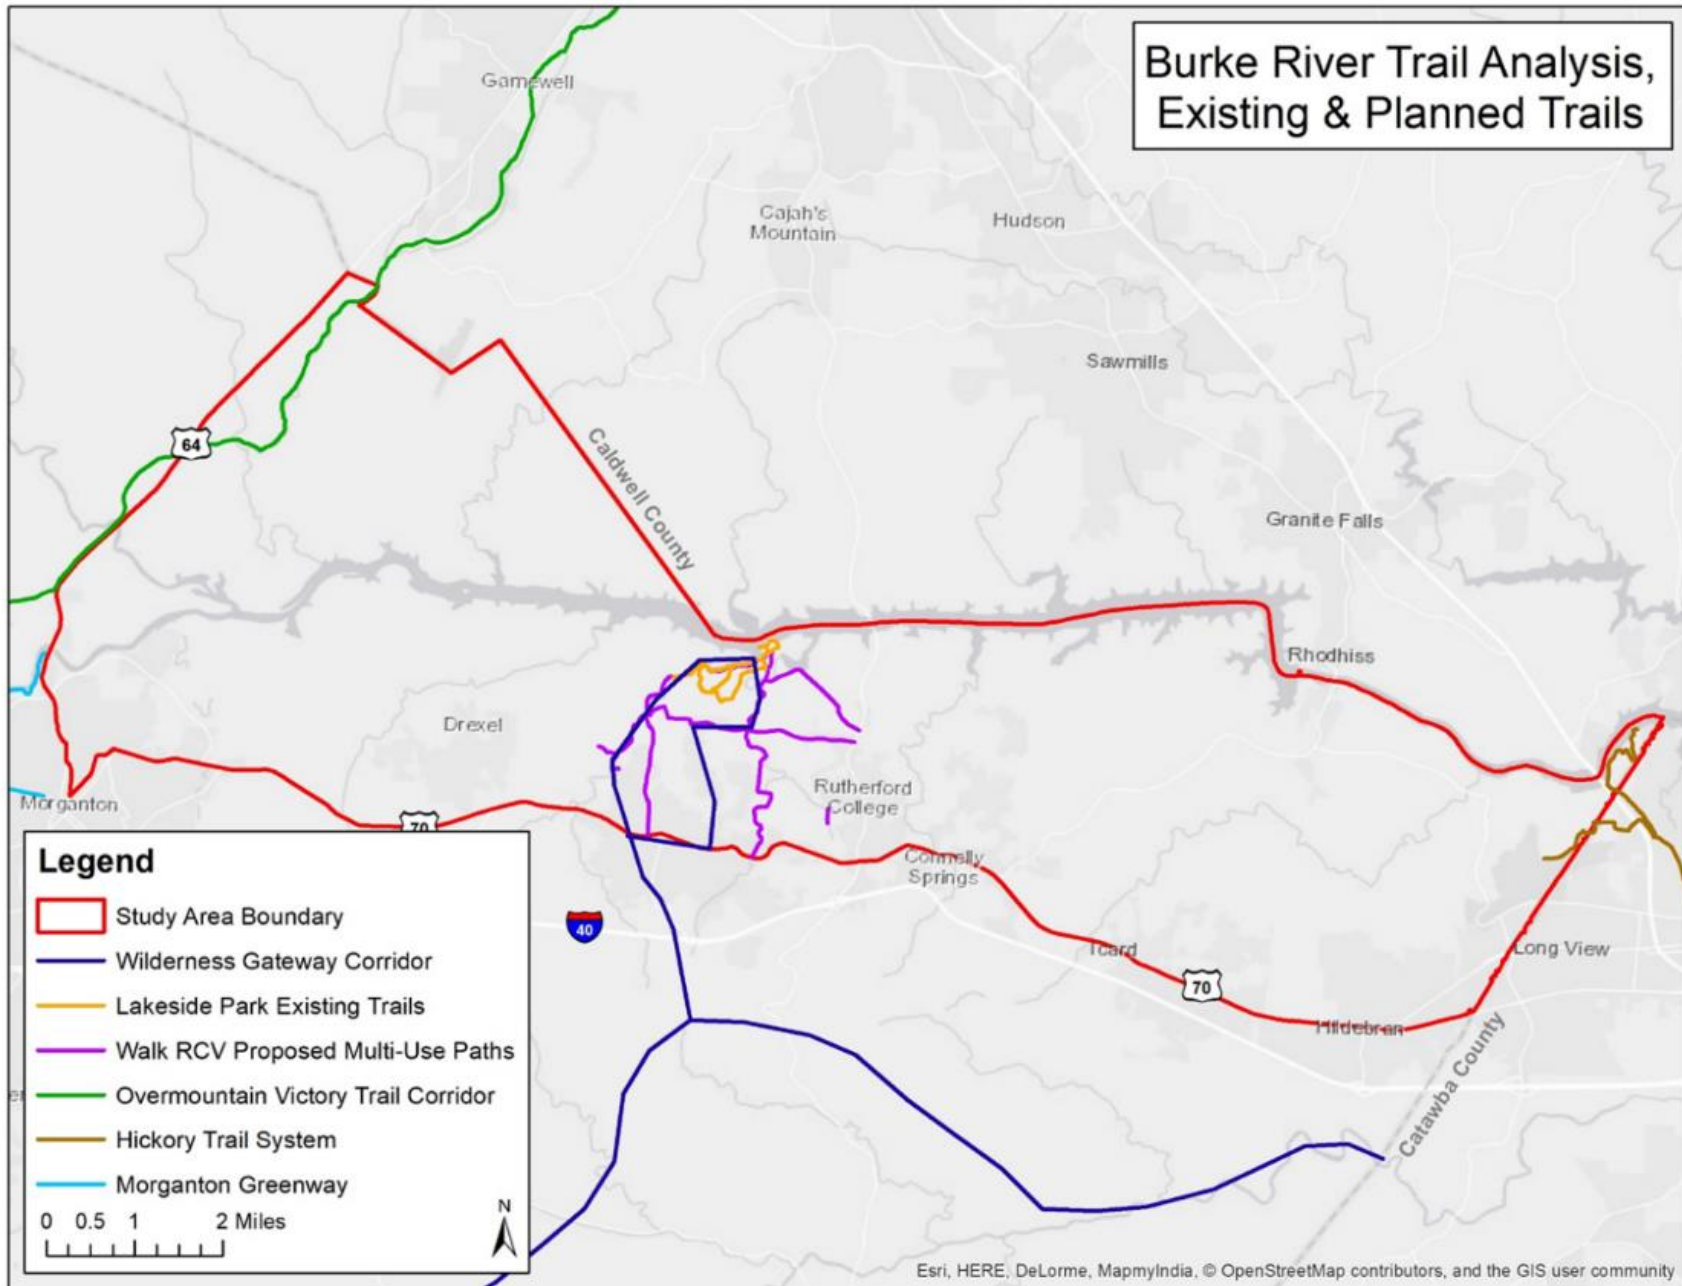 Burke River Trail Analysis,
Existing & Planned Trails
Gamewell
Cajah's
Mountain
Hudson
Sawmills
64
Caldwell County
Granite Falls
Rhodhiss
Drexel
Rutherford
College
Morganton
70
Connelly
Springs
40
Icard
Long View
70
Hildebran
Catawba County
Legend
Study Area Boundary
Wilderness Gateway Corridor
Lakeside Park Existing Trails
Walk RCV Proposed Multi-Use Paths
Overmountain Victory Trail Corridor
Hickory Trail System
Morganton Greenway
N
0 0.5 1 2 Miles
Esri, HERE, DeLorme, MapmyIndia, © OpenStreetMap contributors, and the GIS user community